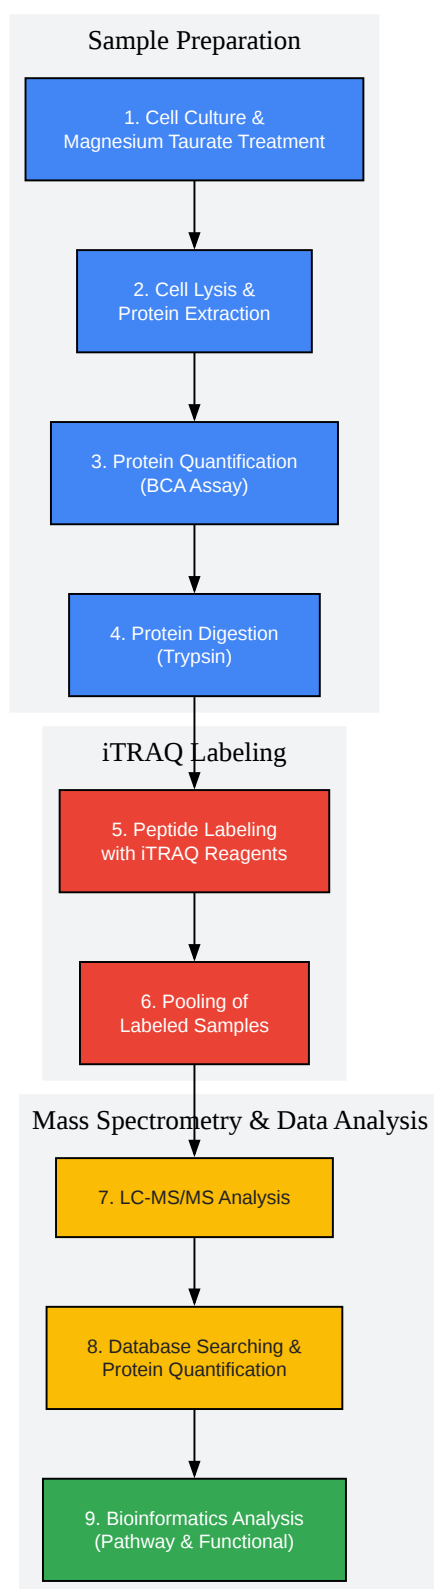 Sample Preparation
1. Cell Culture &
Magnesium Taurate Treatment
2. Cell Lysis &
Protein Extraction
3. Protein Quantification
(BCA Assay)
4. Protein Digestion
(Trypsin)
iTRAQ Labeling
5. Peptide Labeling
with iTRAQ Reagents
6. Pooling of
Labeled Samples
Mass Spectrometry & Data Analysis
7. LC-MS/MS Analysis
8. Database Searching &
Protein Quantification
9. Bioinformatics Analysis
(Pathway & Functional)